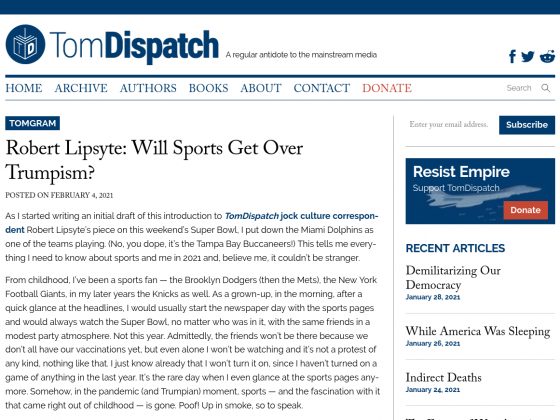 TomDispatch
A regular antidote to the mainstream media
HOME ARCHIVE AUTHORS BOOKS ABOUT CONTACT DONATE
Search
TOMGRAM
Robert Lipsyte: Will Sports Get Over
Trumpism?
POSTED ON FEBRUARY 4, 2021
As I started writing an initial draft of this introduction to TomDispatch jock culture correspon-
dent Robert Lipsyte's piece on this weekend's Super Bowl, I put down the Miami Dolphins as
one of the teams playing. (No, you dope, it's the Tampa Bay Buccaneers!) This tells me every-
thing I need to know about sports and me in 2021 and, believe me, it couldn't be stranger.
From childhood, I've been a sports fan — the Brooklyn Dodgers (then the Mets), the New York
Football Giants, in my later years the Knicks as well. As a grown-up, in the morning, after a
quick glance at the headlines, I would usually start the newspaper day with the sports pages
and would always watch the Super Bowl, no matter who was in it, with the same friends in a
modest party atmosphere. Not this year. Admittedly, the friends won't be there because we
don't all have our vaccinations yet, but even alone I won't be watching and it's not a protest of
any kind, nothing like that. I just know already that I won't turn it on, since I haven't turned on a
game of anything in the last year. It's the rare day when I even glance at the sports pages any-
more. Somehow, in the pandemic (and Trumpian) moment, sports — and the fascination with it
that came right out of childhood — is gone. Poof! Up in smoke, so to speak.
Enter your email address.
Subscribe
Resist Empire
Support TomDispatch
Donate
RECENT ARTICLES
Demilitarizing Our
Democracy
January 28, 2021
While America Was Sleeping
January 26, 2021
Indirect Deaths
January 24, 2021